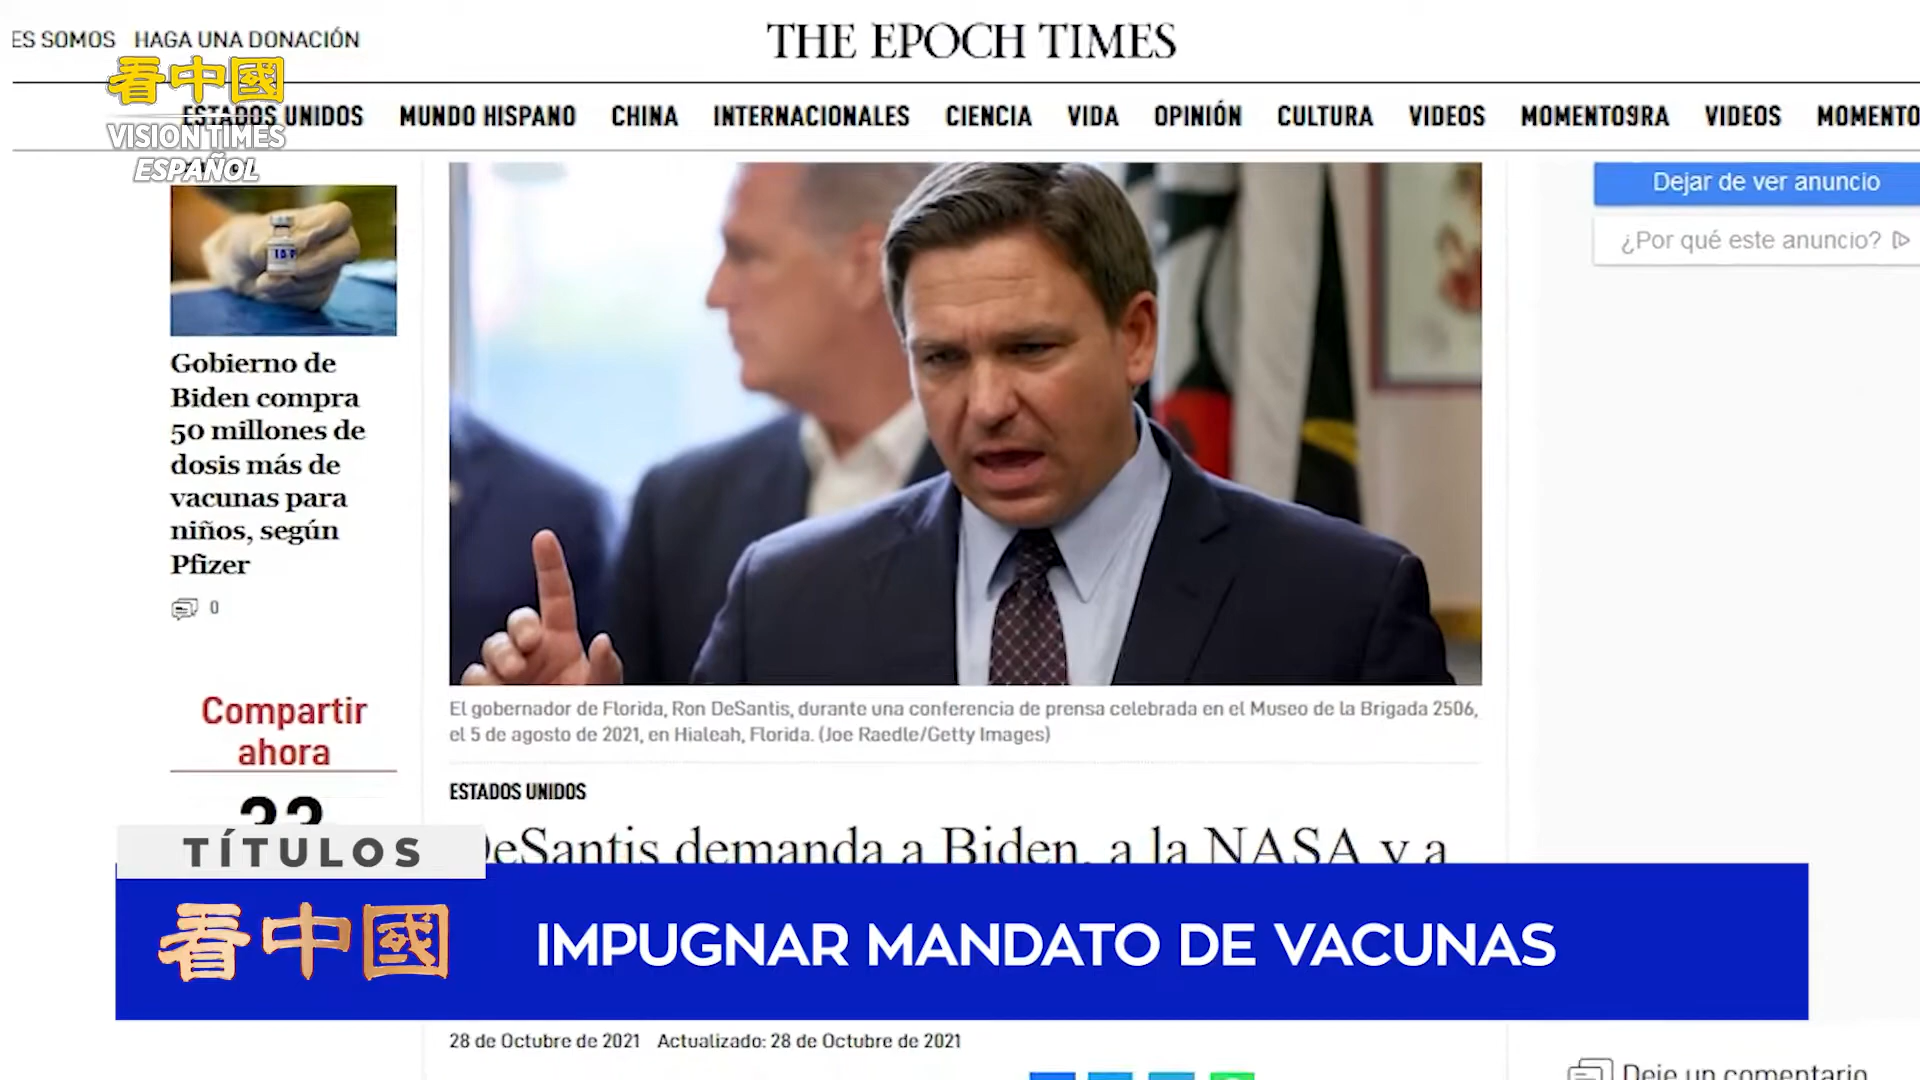 ES SOMOS HAGA UNA DONACIÓN
THE EPOCH TIMES
看中國
VISION TIMES
ESPAÑOL
ESTADOS UNIDOS MUNDO HISPANO CHINA INTERNACIONALES CIENCIA VIDA OPINIÓN CULTURA VIDEOS VIDEOS MOMENTO
Dejar de ver anuncio
¿Por qué este anuncio?
Gobierno de
Biden compra
50 millones de
dosis más de
vacunas para
niños, según
Pfizer
0
Compartir
ahora
33
El gobernador de Florida, Ron DeSantis, durante una conferencia de prensa celebrada en el Museo de la Brigada 2506,
el 5 de agosto de 2021, en Hialeah, Florida. (Joe Raedle/Getty Images)
ESTADOS UNIDOS
DeSantis demanda a Biden, a la NASA y a
TÍTULOS
看中國
IMPUGNAR MANDATO DE VACUNAS
28 de Octubre de 2021 Actualizado: 28 de Octubre de 2021
Deje un comentario